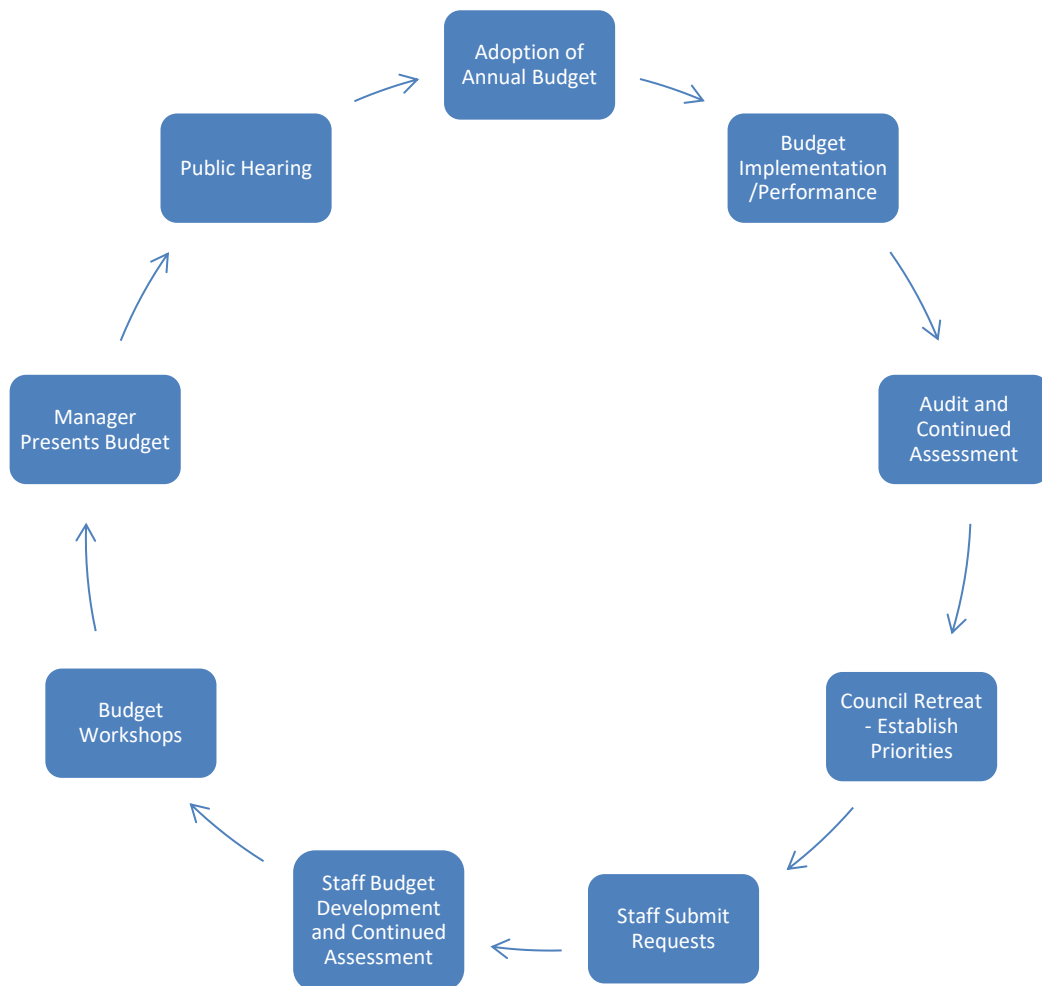 Adoption of
Annual Budget
Budget
Implementation
/Performance
Audit and
Continued
Assessment
Council Retreat
- Establish
Priorities
Staff Submit
Requests
Staff Budget
Development
and Continued
Assessment
Budget
Workshops
Manager
Presents Budget
Public Hearing